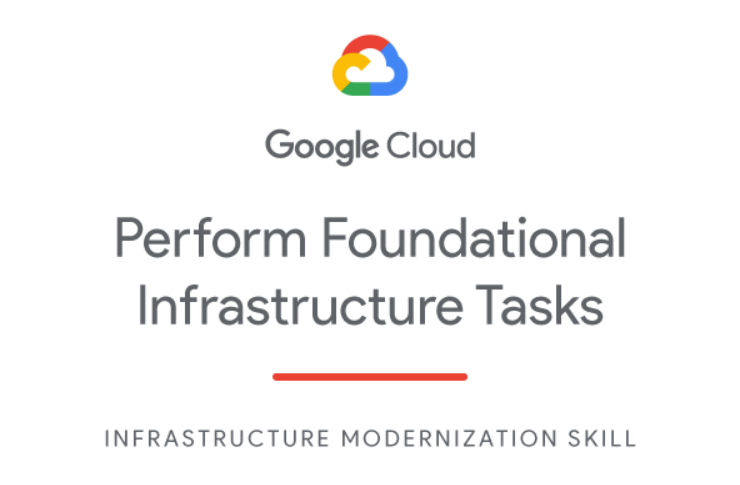 Google Cloud
Perform Foundational
Infrastructure Tasks
INFRASTRUCTURE MODERNIZATION SKILL